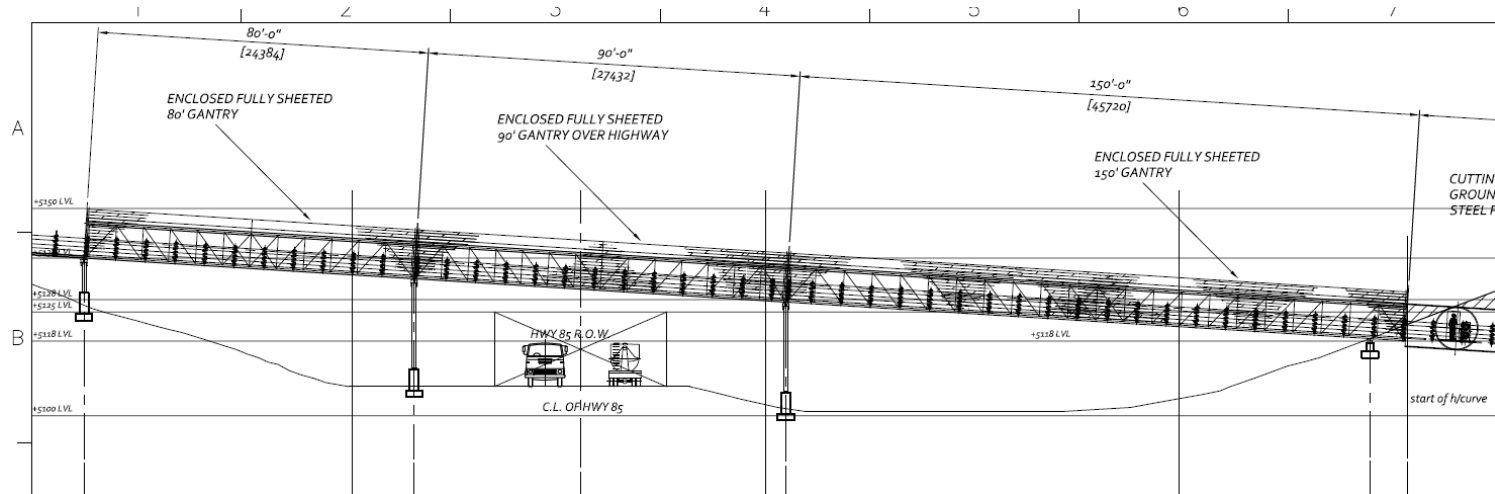 1 2 3 4 5 6 7
80'-0"
[24384]
90'-0"
[27432]
150'-0"
[45720]
ENCLOSED FULLY SHEETED
80' GANTRY
ENCLOSED FULLY SHEETED
90' GANTRY OVER HIGHWAY
ENCLOSED FULLY SHEETED
150' GANTRY
CUTTIN
GROUN
STEEL
A
+5150 LVL
+5128 LVL
+5125 LVL
B
+5118 LVL
HWY 85 R.O.W.
+5118 LVL
+5100 LVL
C.L. OF HWY 85
start of h/curve